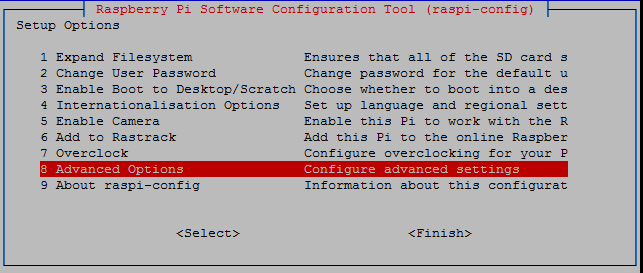 Raspberry Pi Software Configuration Tool (raspi-config)
Setup Options
1 Expand Filesystem Ensures that all of the SD card s
2 Change User Password Change password for the default u
3 Enable Boot to Desktop/Scratch Choose whether to boot into a des
4 Internationalisation Options Set up language and regional sett
5 Enable Camera Enable this Pi to work with the R
6 Add to Rastrack Add this Pi to the online Raspber
7 Overclock Configure overclocking for your P
8 Advanced Options Configure advanced settings
9 About raspi-config Information about this configurat
<Select> <Finish>